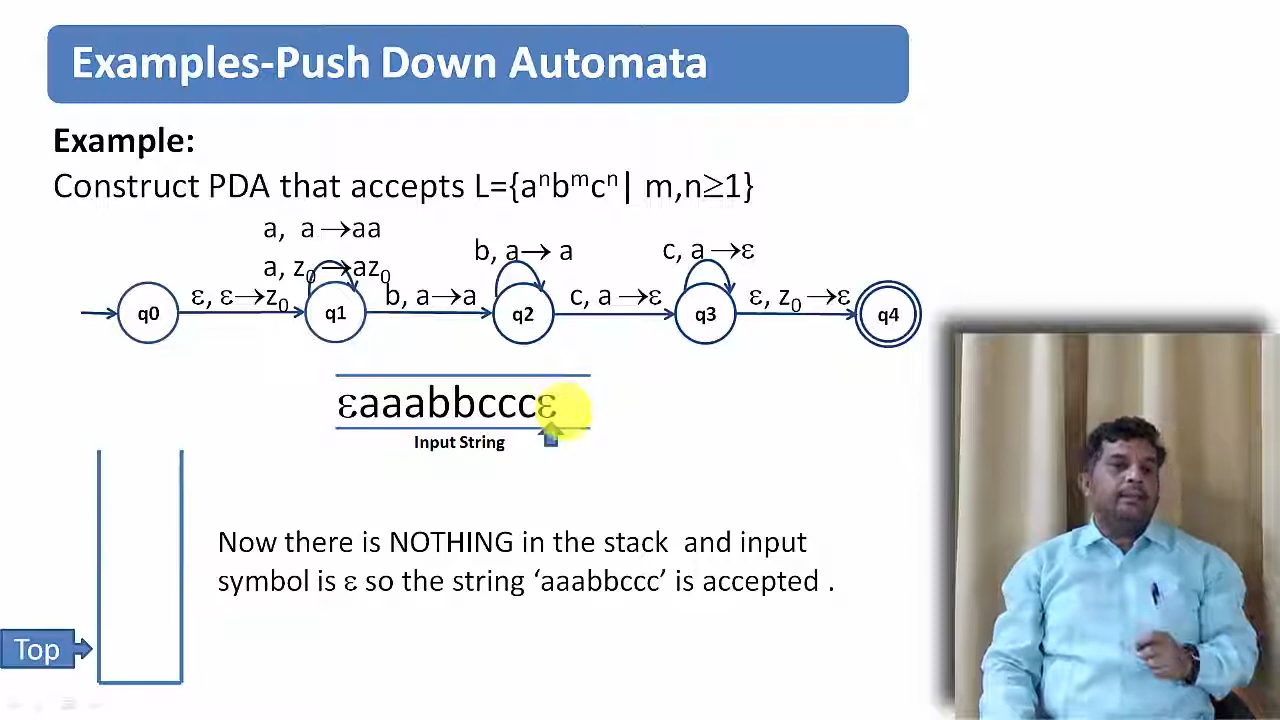 Examples-Push Down Automata
Example:
Construct PDA that accepts L={aⁿbᵐcⁿ| m,n≥1}
a, a →aa
b, a→ a
c, a →ε
a, z₀ →az₀
ε, ε→z₀
b, a→a
c, a →ε
ε, z₀ →ε
q0
q1
q2
q3
q4
εaaabbcccε
Input String
Now there is NOTHING in the stack and input
symbol is ε so the string ‘aaabbccc’ is accepted .
Top